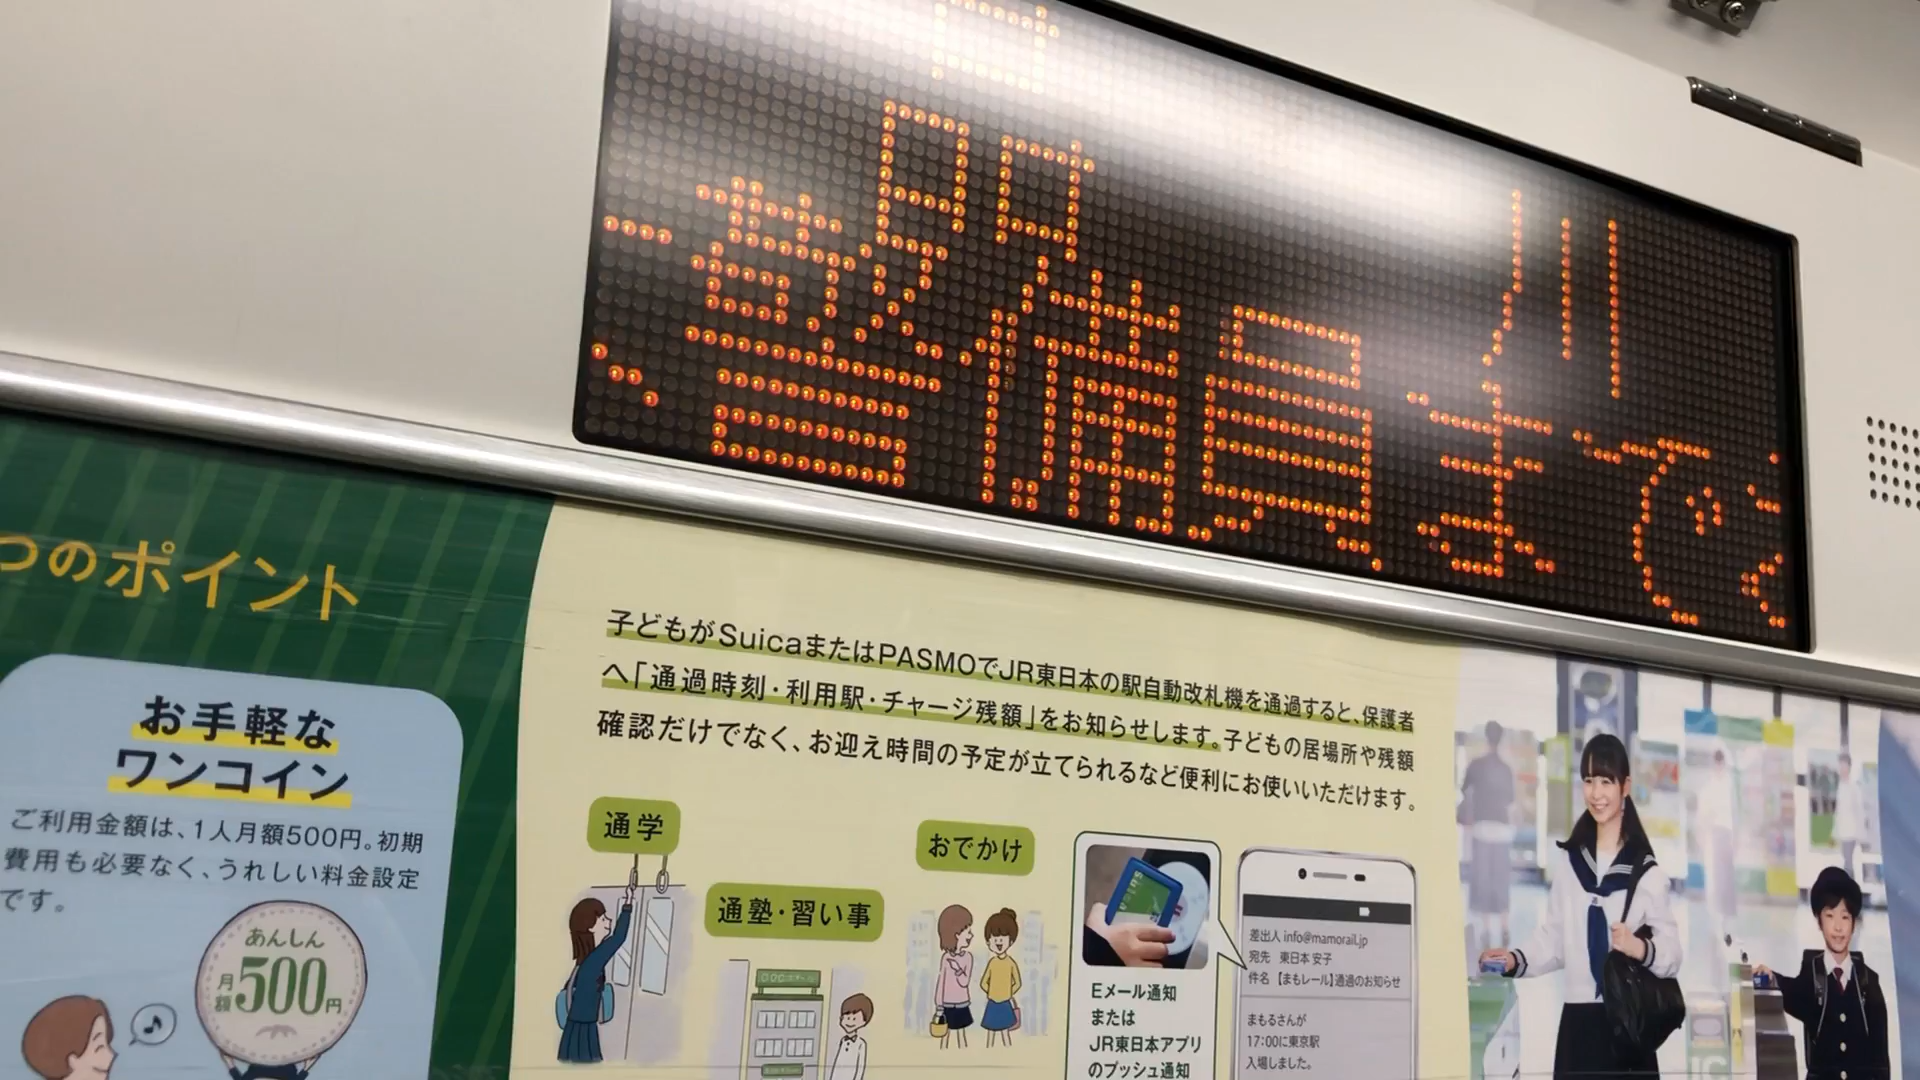 警備員まで
つのポイント
お手軽な
ワンコイン
ご利用金額は、1人月額500円。初期
費用も必要なく、うれしい料金設定
です。
あんしん
月額500円
子どもがSuicaまたはPASMOでJR東日本の駅自動改札機を通過すると、保護者
へ「通過時刻・利用駅・チャージ残額」をお知らせします。子どもの居場所や残額
確認だけでなく、お迎え時間の予定が立てられるなど便利にお使いいただけます。
通学
通塾・習い事
おでかけ
Eメール通知
または
JR東日本アプリ
のプッシュ通知
差出人 info@mamorail.jp
宛先 東日本 安子
件名 【まもレール】通過のお知らせ
まもるさんが
17:00に東京駅
入場しました。